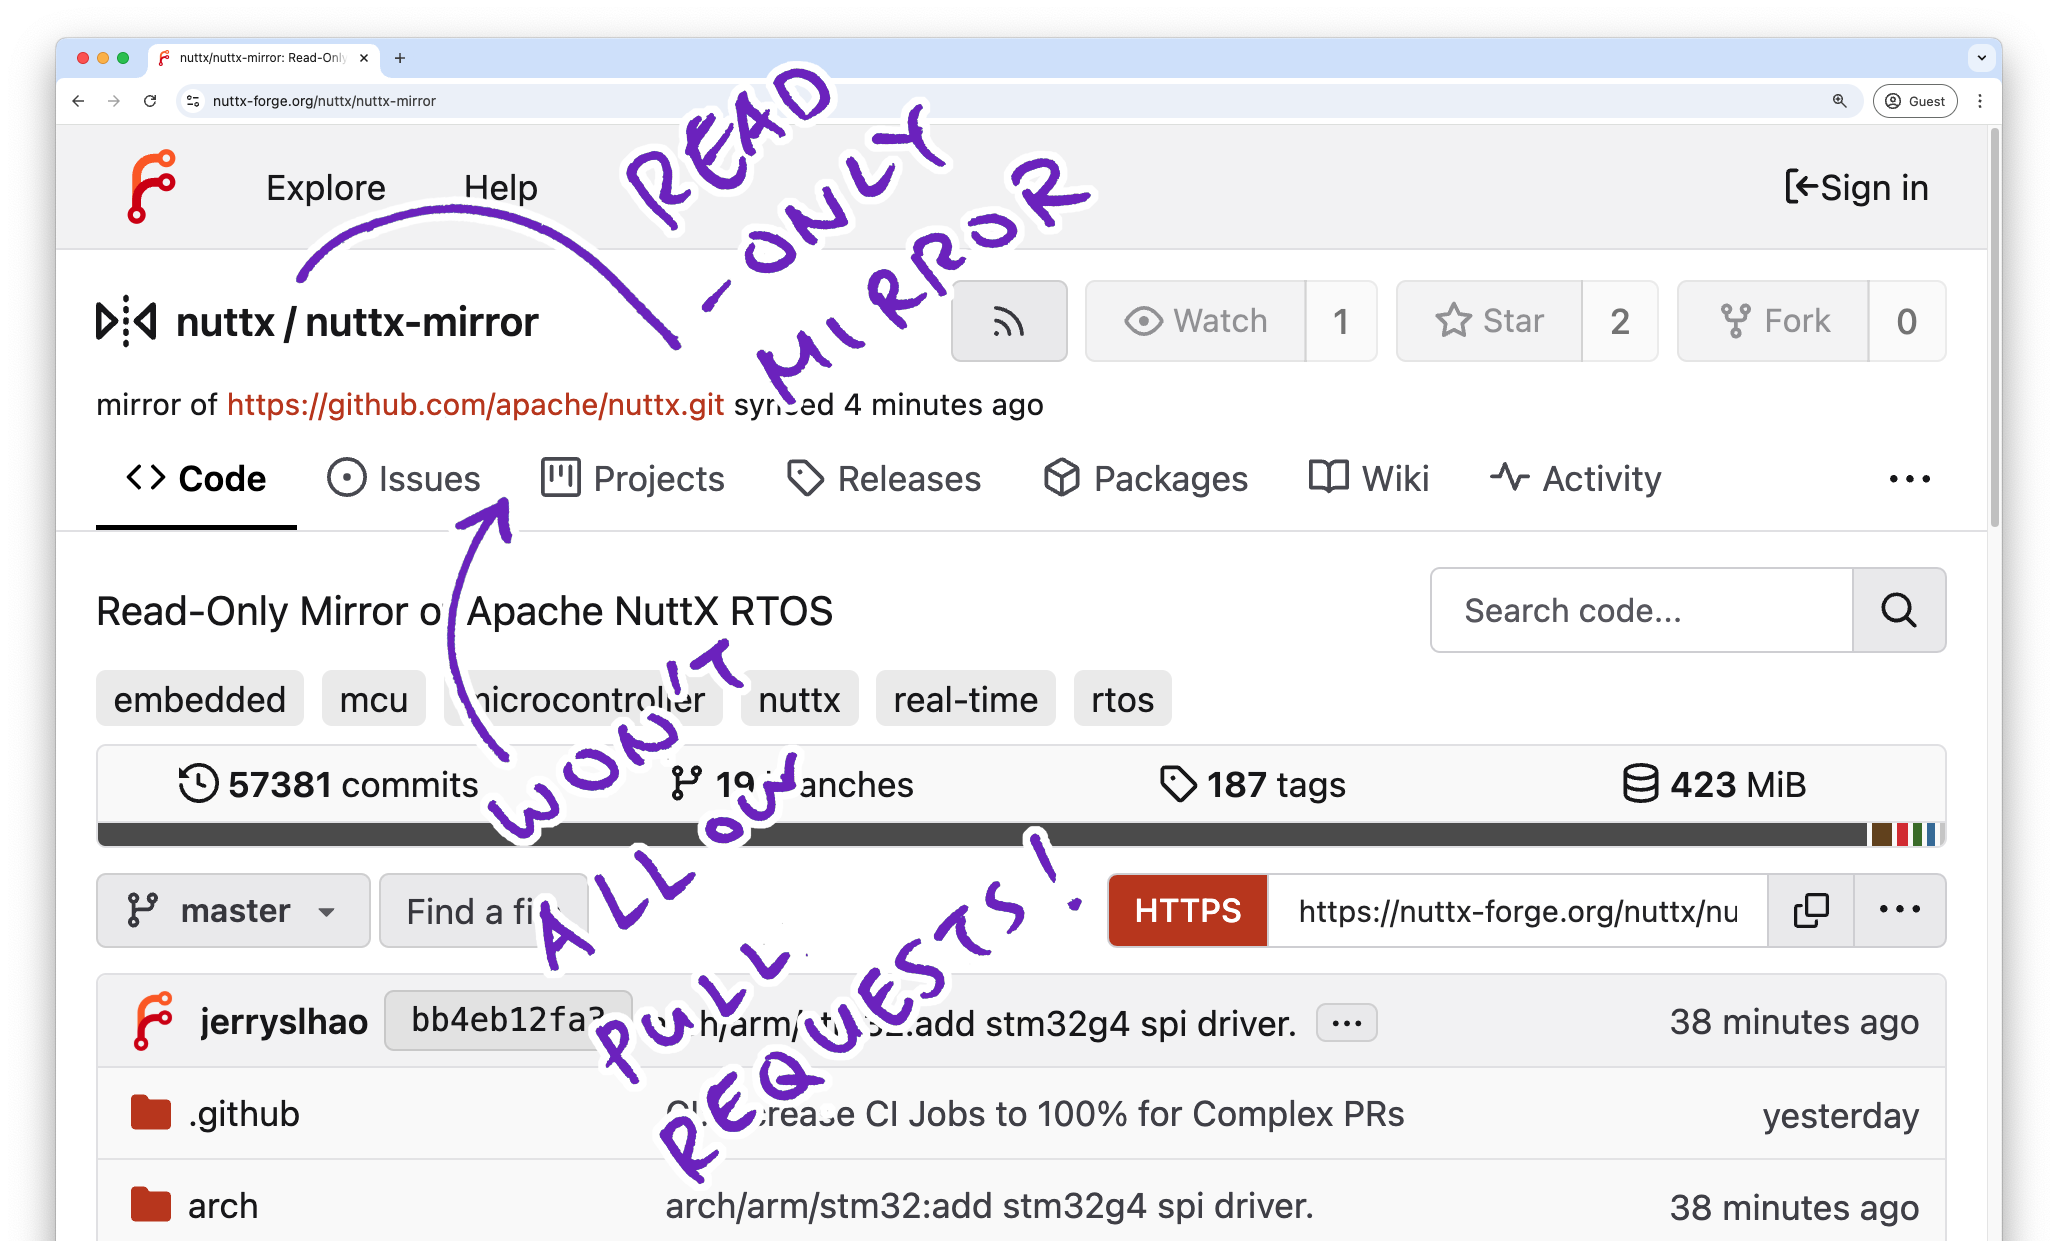 nuttx/nuttx-mirror: Read-Only
nuttx-forge.org/nuttx/nuttx-mirror
Guest
Explore
Help
Sign in
READ
-ONLY
MIRROR
nuttx / nuttx-mirror
Watch 1
Star 2
Fork 0
mirror of https://github.com/apache/nuttx.git synced 4 minutes ago
Code
Issues
Projects
Releases
Packages
Wiki
Activity
Read-Only Mirror of Apache NuttX RTOS
Search code...
embedded
mcu
microcontroller
nuttx
real-time
rtos
57381 commits
19 branches
187 tags
423 MiB
WON'T
ALLOW
PULL
REQUESTS!
master
Find a fi
HTTPS
https://nuttx-forge.org/nuttx/nu
jerryslhao
bb4eb12fa3
arch/arm/stm32:add stm32g4 spi driver.
38 minutes ago
.github
crease CI Jobs to 100% for Complex PRs
yesterday
arch
arch/arm/stm32:add stm32g4 spi driver.
38 minutes ago